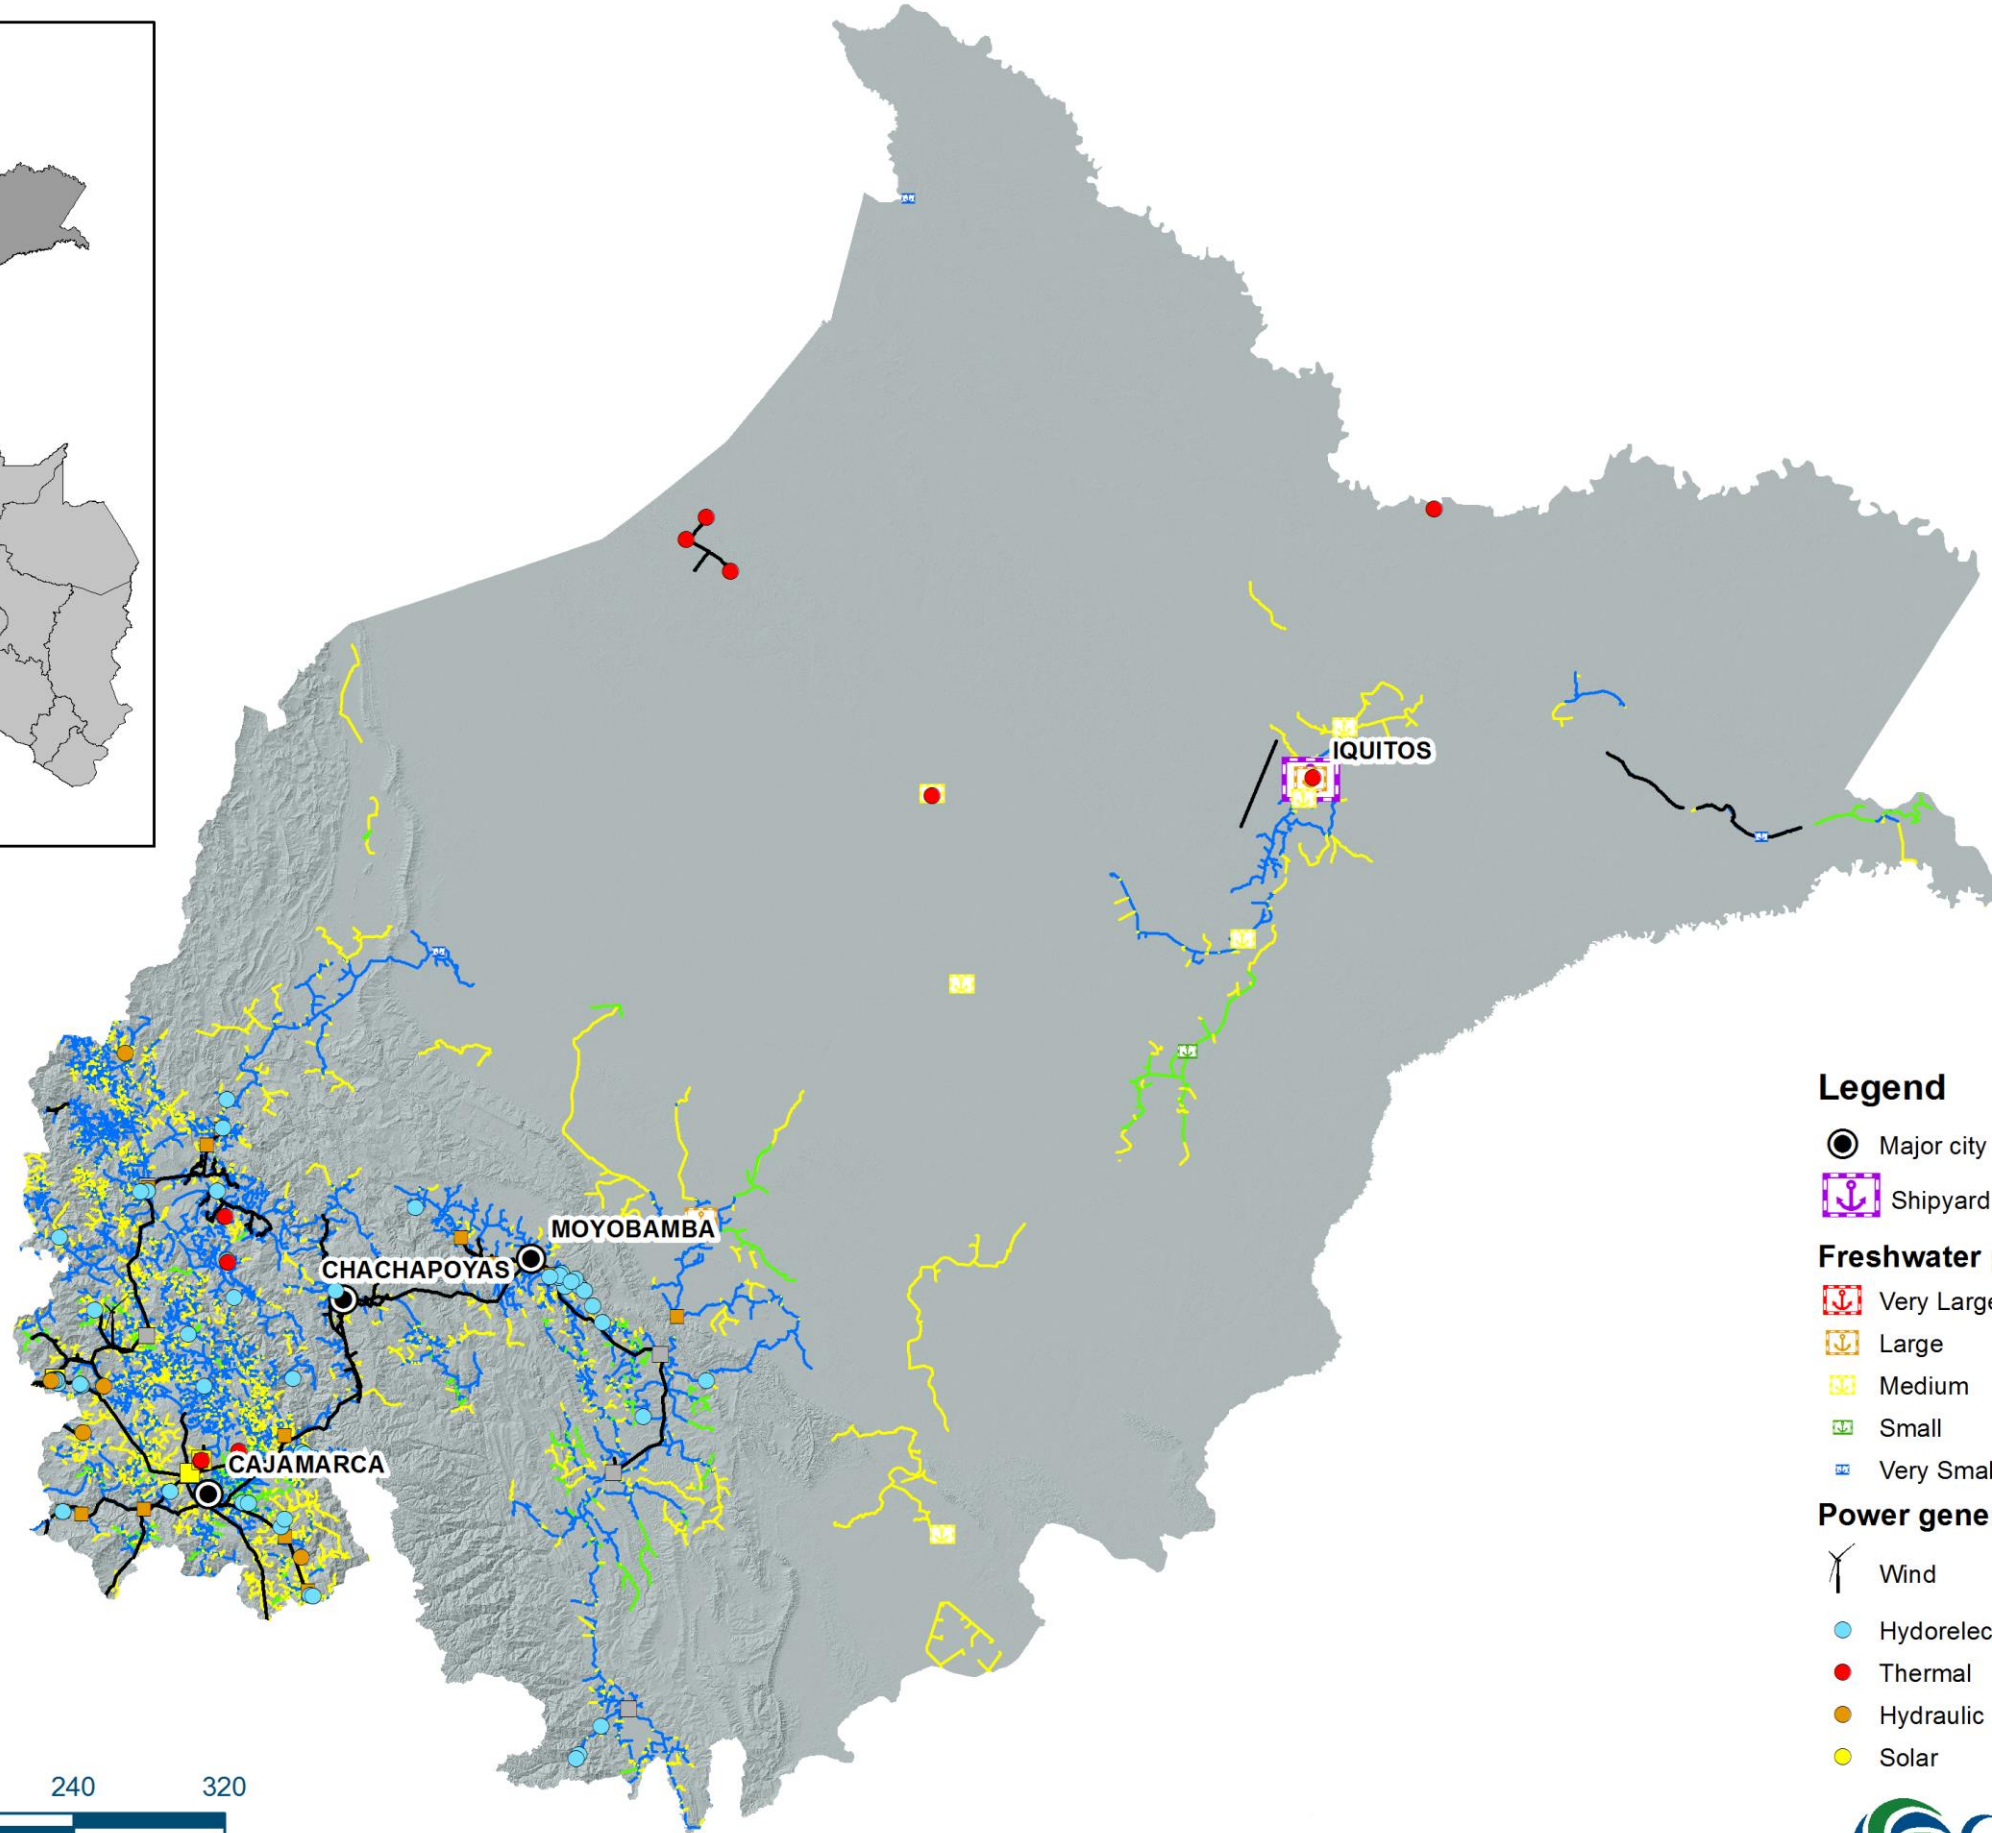 IQUITOS
MOYOBAMBA
CHACHAPOYAS
CAJAMARCA
Legend
Major city
Shipyard
Freshwater
Very Large
Large
Medium
Small
Very Smal
Power gene
Wind
Hydorelec
Thermal
Hydraulic
Solar
240 320